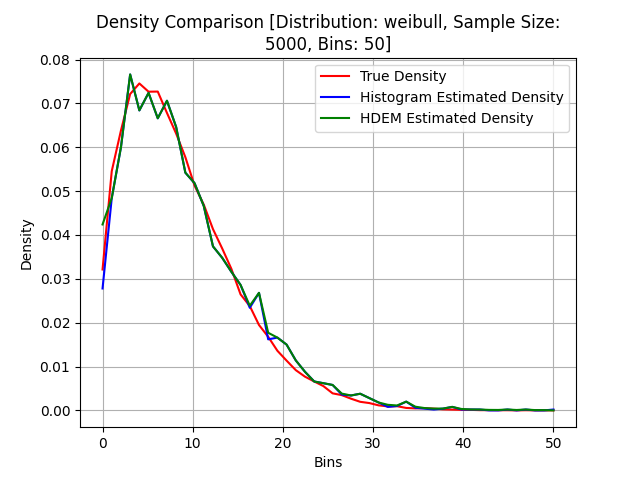 Density Comparison [Distribution: weibull, Sample Size:
5000, Bins: 50]
True Density
Histogram Estimated Density
HDEM Estimated Density
Density
0.08
0.07
0.06
0.05
0.04
0.03
0.02
0.01
0.00
0 10 20 30 40 50
Bins